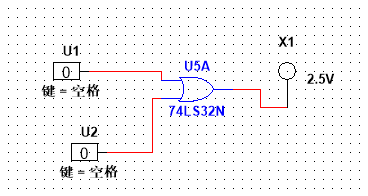 X1
U1
U5A
0
2.5V
键 = 空格
74LS32N
U2
0
键 = 空格